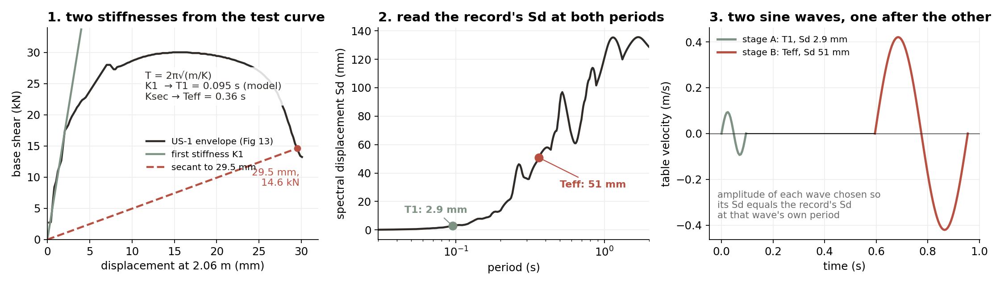 1. two stiffnesses from the test curve
base shear (kN)
30
25
20
15
10
5
0
T = 2π√(m/K)
K1 → T1 = 0.095 s (model)
Ksec → Teff = 0.36 s
US-1 envelope (Fig 13)
first stiffness K1
secant to 29.5 mm
29.5 mm,
14.6 kN
0 5 10 15 20 25 30
displacement at 2.06 m (mm)
2. read the record's Sd at both periods
spectral displacement Sd (mm)
140
120
100
80
60
40
20
0
T1: 2.9 mm
Teff: 51 mm
10⁻¹ 10⁰
period (s)
3. two sine waves, one after the other
table velocity (m/s)
0.4
0.2
0.0
−0.2
−0.4
stage A: T1, Sd 2.9 mm
stage B: Teff, Sd 51 mm
amplitude of each wave chosen so
its Sd equals the record's Sd
at that wave's own period
0.0 0.2 0.4 0.6 0.8 1.0
time (s)